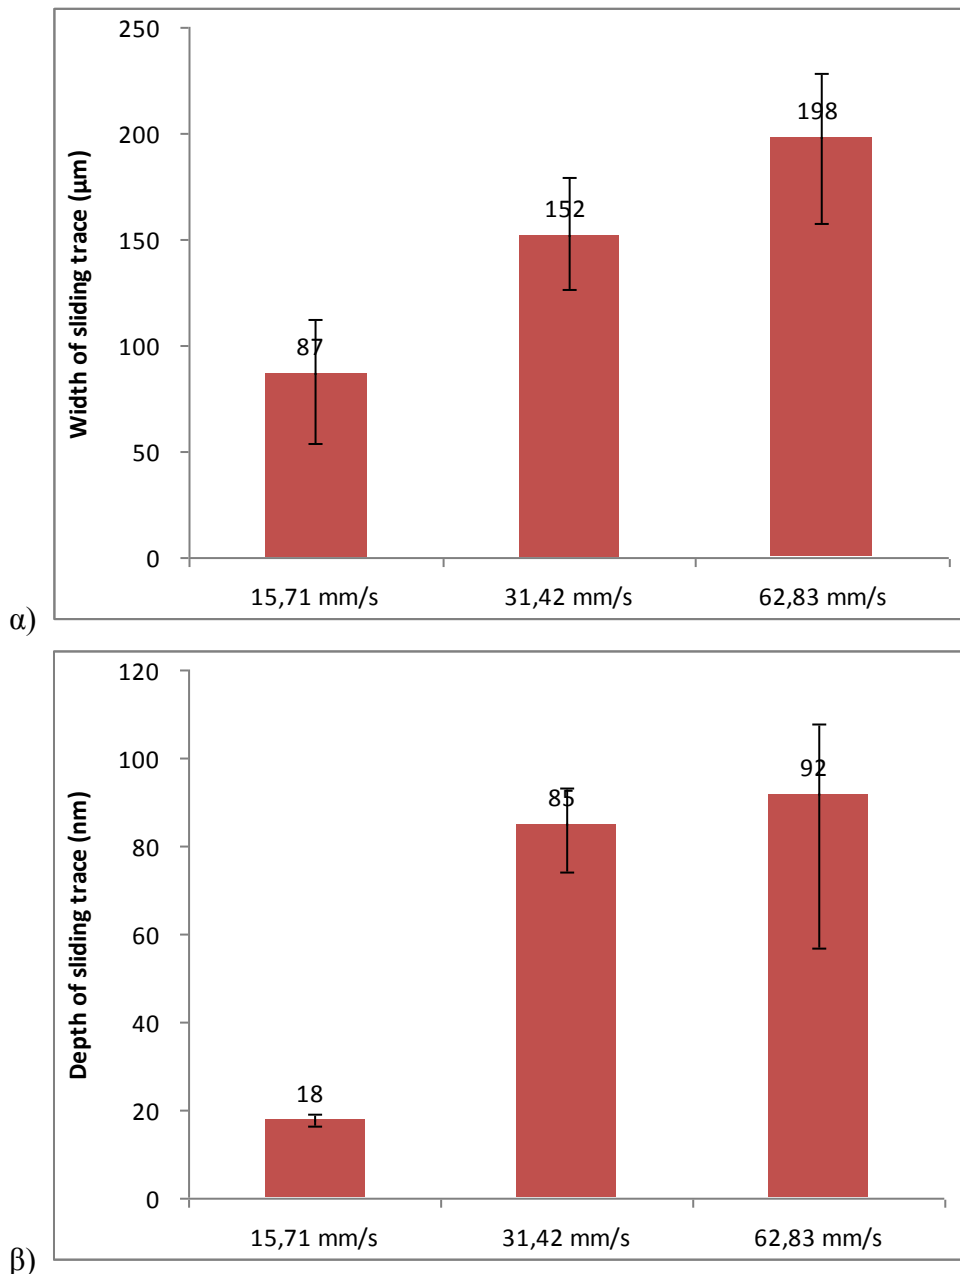 250
200
150
100
50
0
Width of sliding trace (μm)
87
152
198
15,71 mm/s
31,42 mm/s
62,83 mm/s
α)
120
100
80
60
40
20
0
Depth of sliding trace (nm)
18
85
92
15,71 mm/s
31,42 mm/s
62,83 mm/s
β)